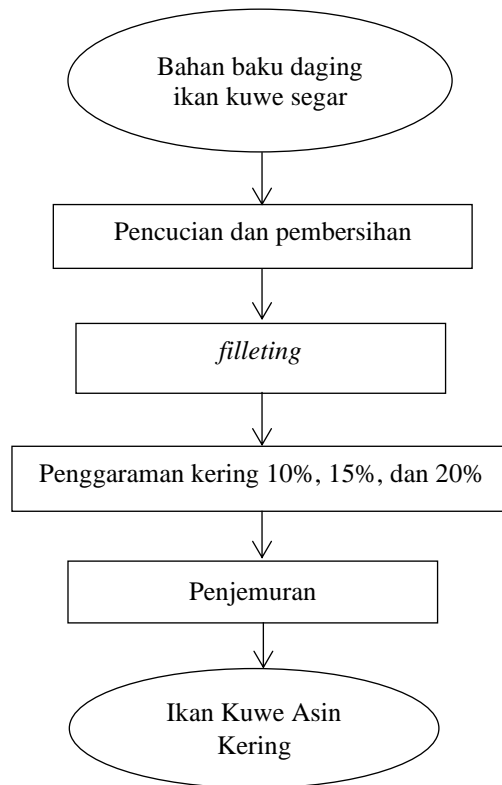 Bahan baku daging
ikan kuwe segar
Pencucian dan pembersihan
filleting
Penggaraman kering 10%, 15%, dan 20%
Penjemuran
Ikan Kuwe Asin
Kering